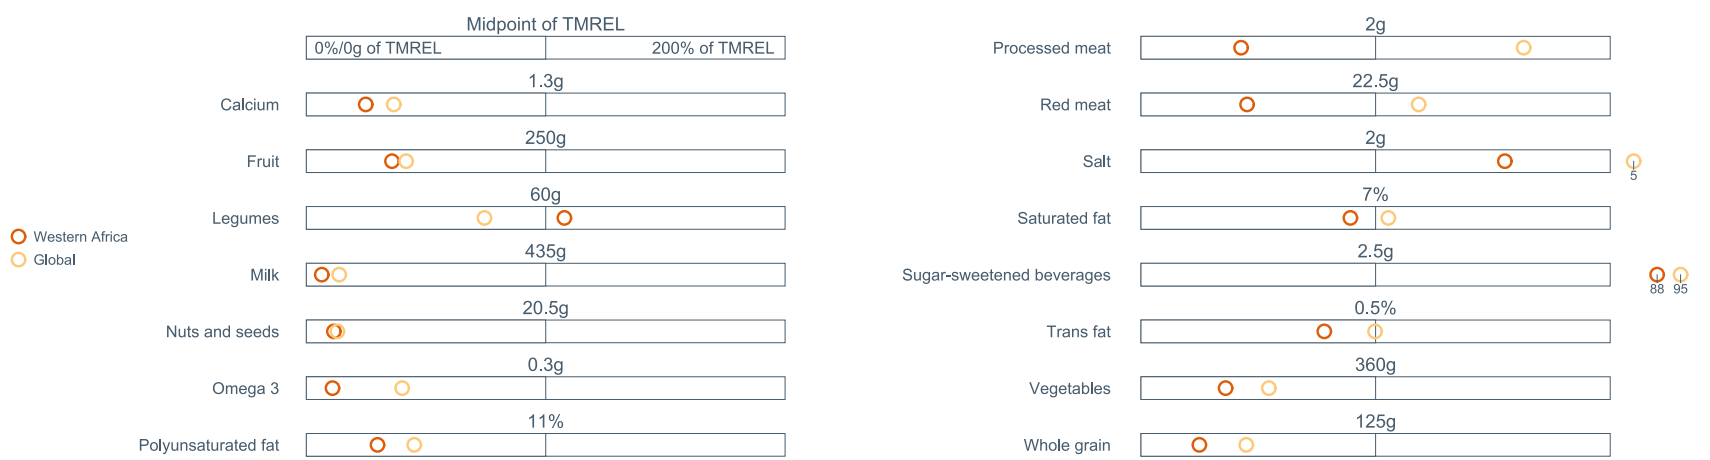 Midpoint of TMREL
0%/0g of TMREL 200% of TMREL
1.3g
Calcium
250g
Fruit
60g
Legumes
Western Africa
Global
435g
Milk
20.5g
Nuts and seeds
0.3g
Omega 3
11%
Polyunsaturated fat
2g
Processed meat
22.5g
Red meat
2g
Salt
5
7%
Saturated fat
2.5g
Sugar-sweetened beverages
88 95
0.5%
Trans fat
360g
Vegetables
125g
Whole grain